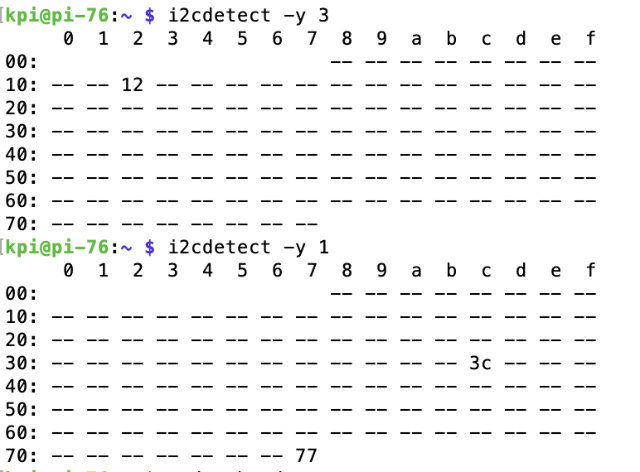 [kpi@pi-76:~ $ i2cdetect -y 3
     0  1  2  3  4  5  6  7  8  9  a  b  c  d  e  f
00:                         -- -- -- -- -- -- -- --
10: -- -- 12 -- -- -- -- -- -- -- -- -- -- -- -- --
20: -- -- -- -- -- -- -- -- -- -- -- -- -- -- -- --
30: -- -- -- -- -- -- -- -- -- -- -- -- -- -- -- --
40: -- -- -- -- -- -- -- -- -- -- -- -- -- -- -- --
50: -- -- -- -- -- -- -- -- -- -- -- -- -- -- -- --
60: -- -- -- -- -- -- -- -- -- -- -- -- -- -- -- --
70: -- -- -- -- -- -- -- --
[kpi@pi-76:~ $ i2cdetect -y 1
     0  1  2  3  4  5  6  7  8  9  a  b  c  d  e  f
00:                         -- -- -- -- -- -- -- --
10: -- -- -- -- -- -- -- -- -- -- -- -- -- -- -- --
20: -- -- -- -- -- -- -- -- -- -- -- -- -- -- -- --
30: -- -- -- -- -- -- -- -- -- -- -- -- 3c -- -- --
40: -- -- -- -- -- -- -- -- -- -- -- -- -- -- -- --
50: -- -- -- -- -- -- -- -- -- -- -- -- -- -- -- --
60: -- -- -- -- -- -- -- -- -- -- -- -- -- -- -- --
70: -- -- -- -- -- -- -- 77